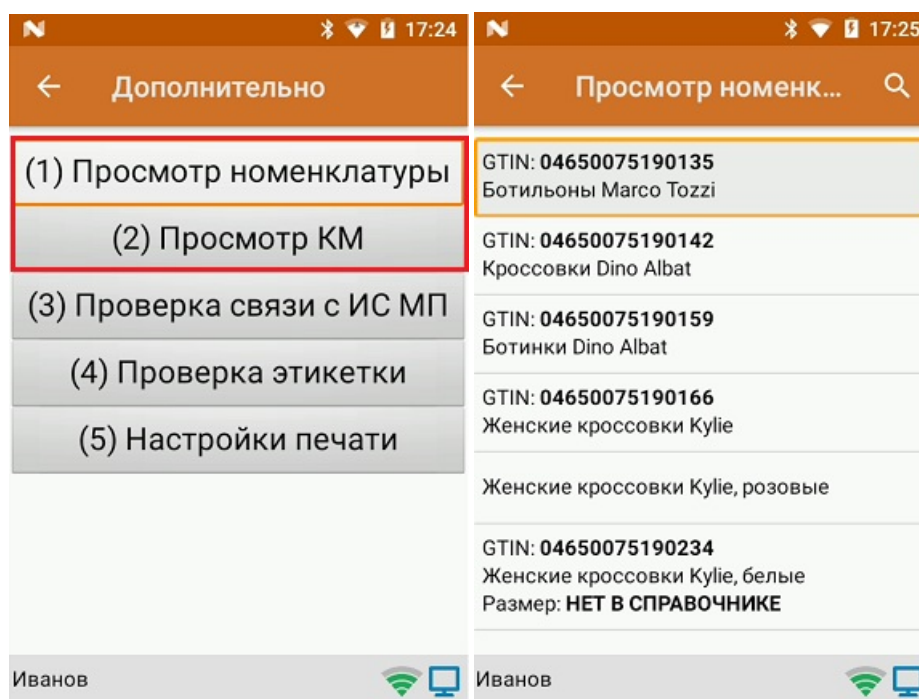 17:24
Дополнительно
(1) Просмотр номенклатуры
(2) Просмотр КМ
(3) Проверка связи с ИС МП
(4) Проверка этикетки
(5) Настройки печати
Иванов
17:25
Просмотр номенк...
GTIN: 04650075190135
Ботильоны Marco Tozzi
GTIN: 04650075190142
Кроссовки Dino Albat
GTIN: 04650075190159
Ботинки Dino Albat
GTIN: 04650075190166
Женские кроссовки Kylie
Женские кроссовки Kylie, розовые
GTIN: 04650075190234
Женские кроссовки Kylie, белые
Размер: НЕТ В СПРАВОЧНИКЕ
Иванов